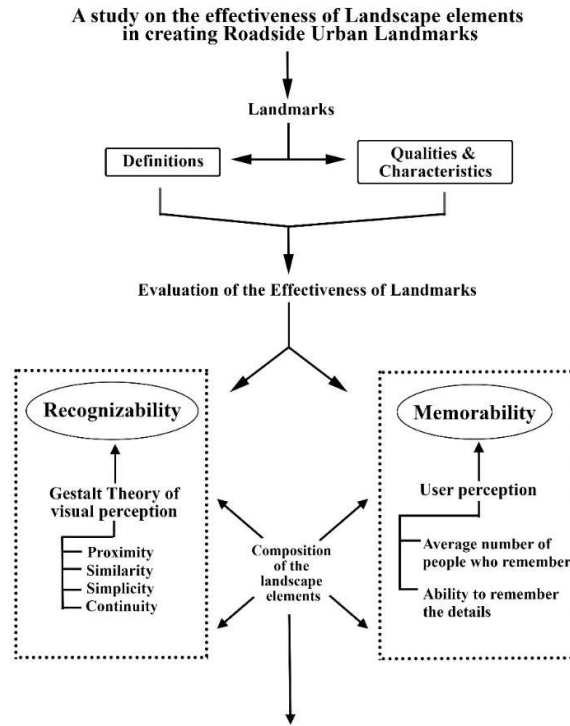 A study on the effectiveness of Landscape elements
in creating Roadside Urban Landmarks
Landmarks
Definitions
Qualities &
Characteristics
Evaluation of the Effectiveness of Landmarks
Recognizability
Gestalt Theory of
visual perception
Proximity
Similarity
Simplicity
Continuity
Composition
of the
landscape
elements
Memorability
User perception
Average number of
people who remember
Ability to remember
the details